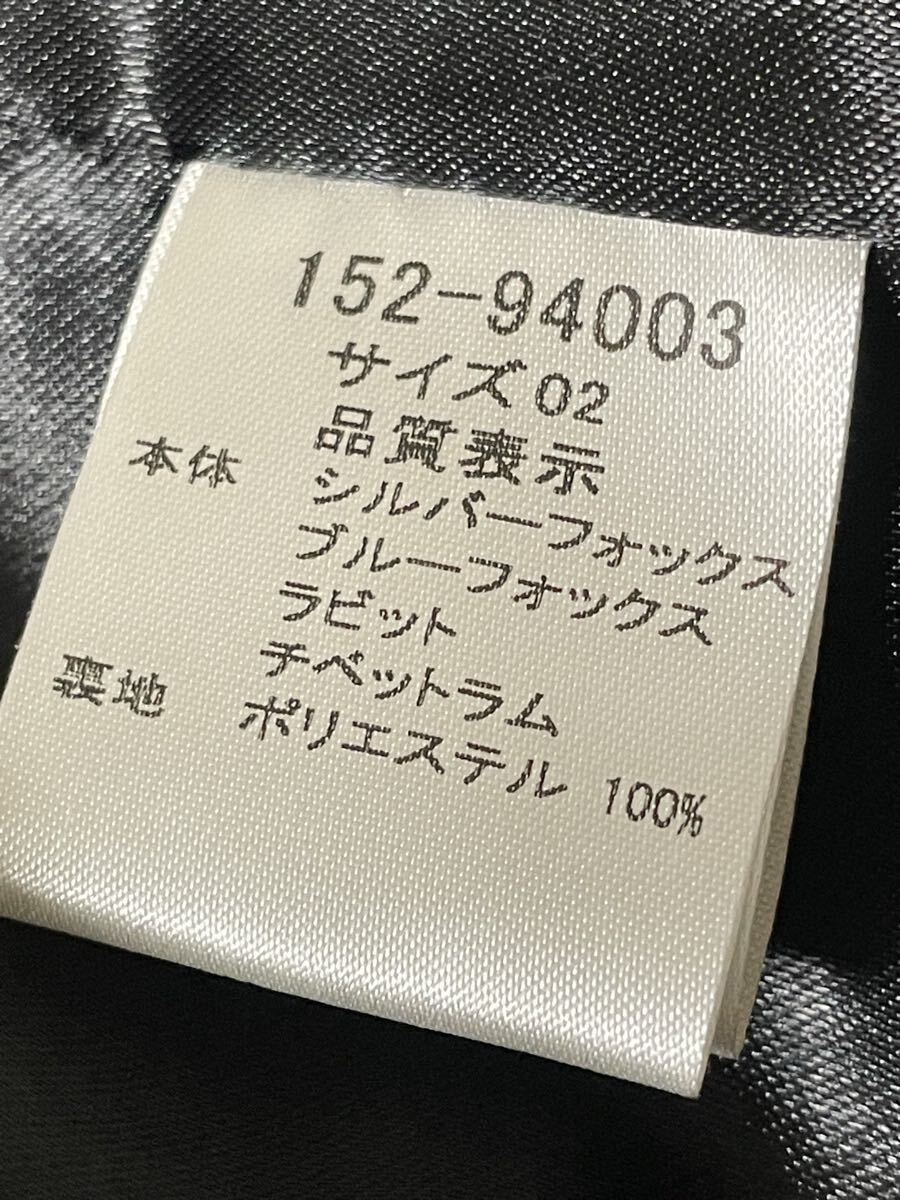 152-94003
サイズ02
品質表示
本体 シルバーフォックス
ブルーフォックス
ラビット
チベットラム
裏地 ポリエステル 100%